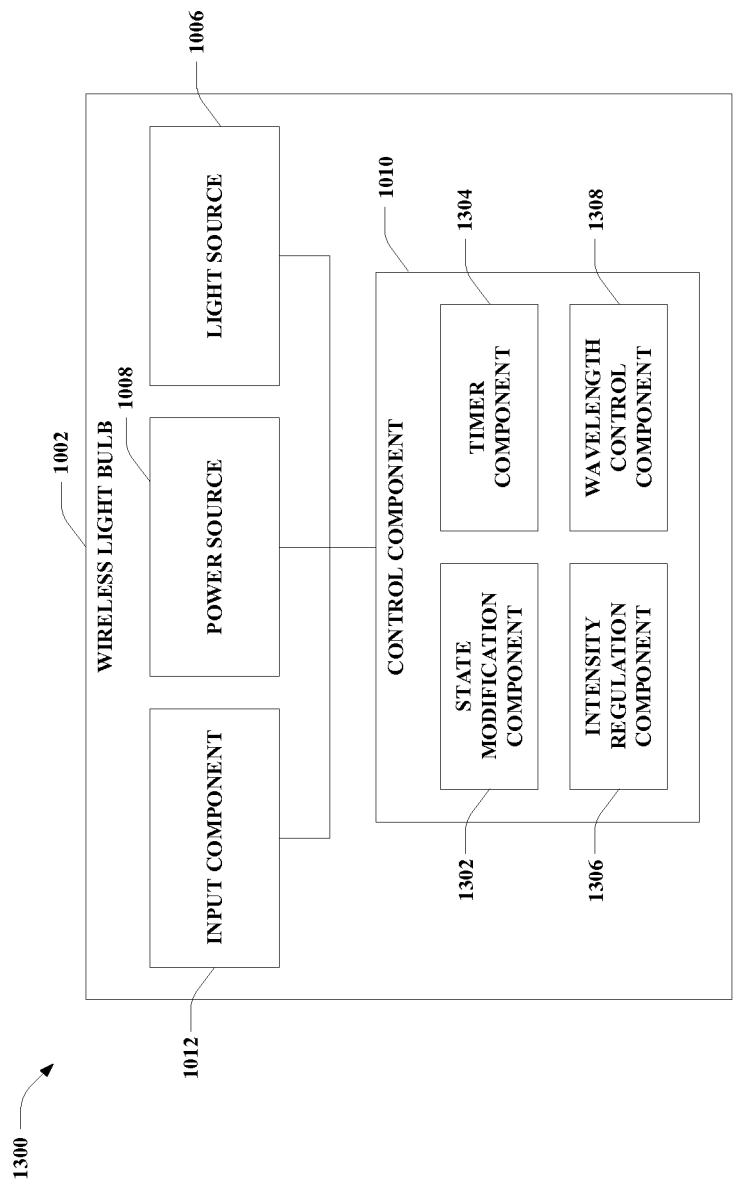 1300
1002
WIRELESS LIGHT BULB
1012
INPUT COMPONENT
1008
POWER SOURCE
1006
LIGHT SOURCE
1010
CONTROL COMPONENT
1302
STATE
MODIFICATION
COMPONENT
1304
TIMER
COMPONENT
1306
INTENSITY
REGULATION
COMPONENT
1308
WAVELENGTH
CONTROL
COMPONENT